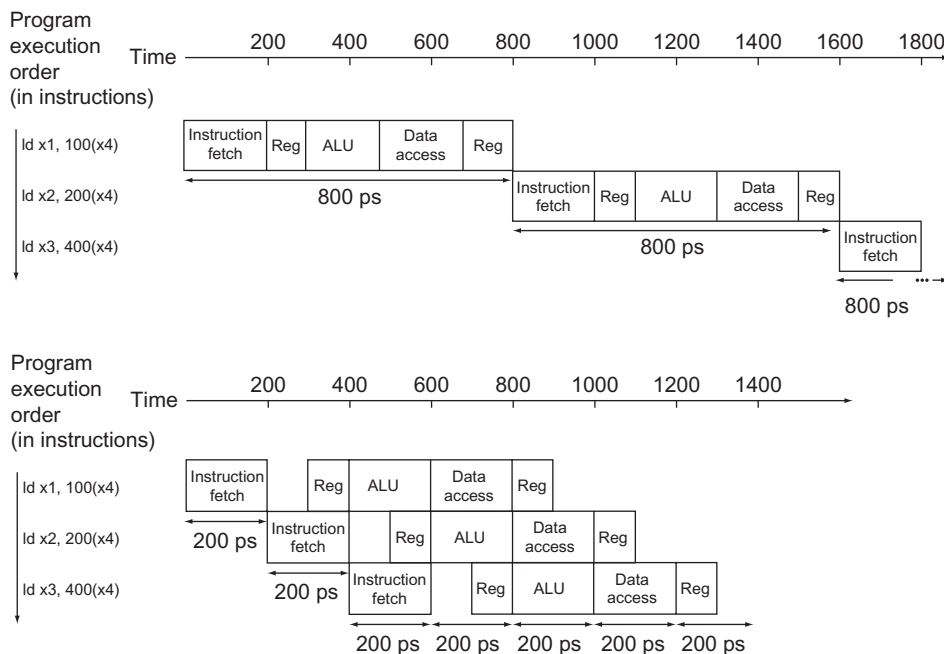 Program
execution
order
(in instructions)
Time
200 400 600 800 1000 1200 1400 1600 1800
ld x1, 100(x4)
Instruction
fetch
Reg
ALU
Data
access
Reg
800 ps
ld x2, 200(x4)
Instruction
fetch
Reg
ALU
Data
access
Reg
800 ps
ld x3, 400(x4)
Instruction
fetch
...
800 ps
Program
execution
order
(in instructions)
Time
200 400 600 800 1000 1200 1400
ld x1, 100(x4)
Instruction
fetch
Reg
ALU
Data
access
Reg
200 ps
ld x2, 200(x4)
Instruction
fetch
Reg
ALU
Data
access
Reg
200 ps
ld x3, 400(x4)
Instruction
fetch
Reg
ALU
Data
access
Reg
200 ps 200 ps 200 ps 200 ps 200 ps